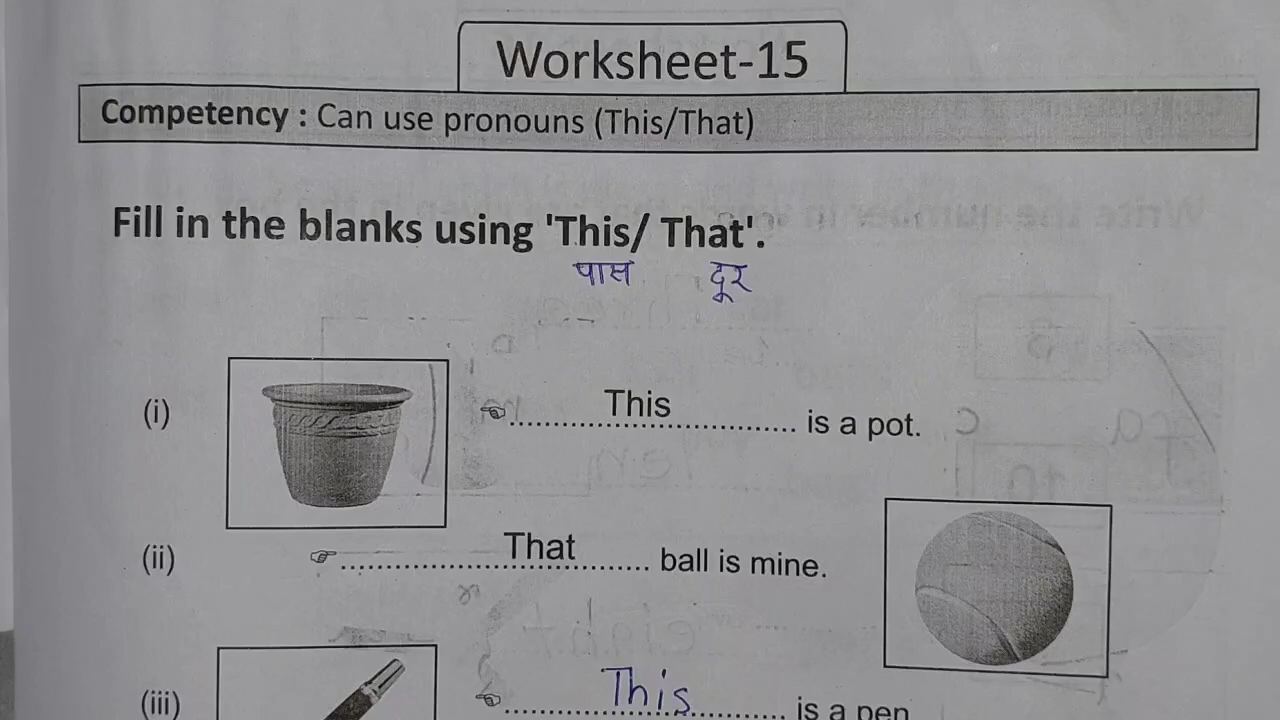 Worksheet-15
Competency : Can use pronouns (This/That)
Fill in the blanks using 'This/ That'.
पास दूर
(i) This is a pot.
(ii) That ball is mine.
(iii) This is a pen